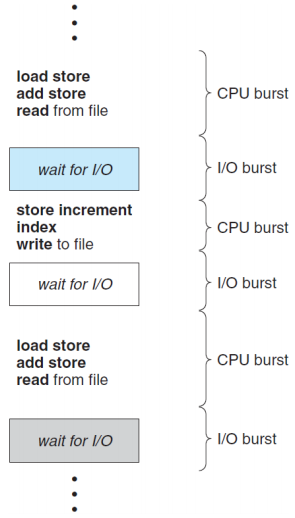 load store
add store
read from file
CPU burst
wait for I/O
I/O burst
store increment
index
write to file
CPU burst
wait for I/O
I/O burst
load store
add store
read from file
CPU burst
wait for I/O
I/O burst